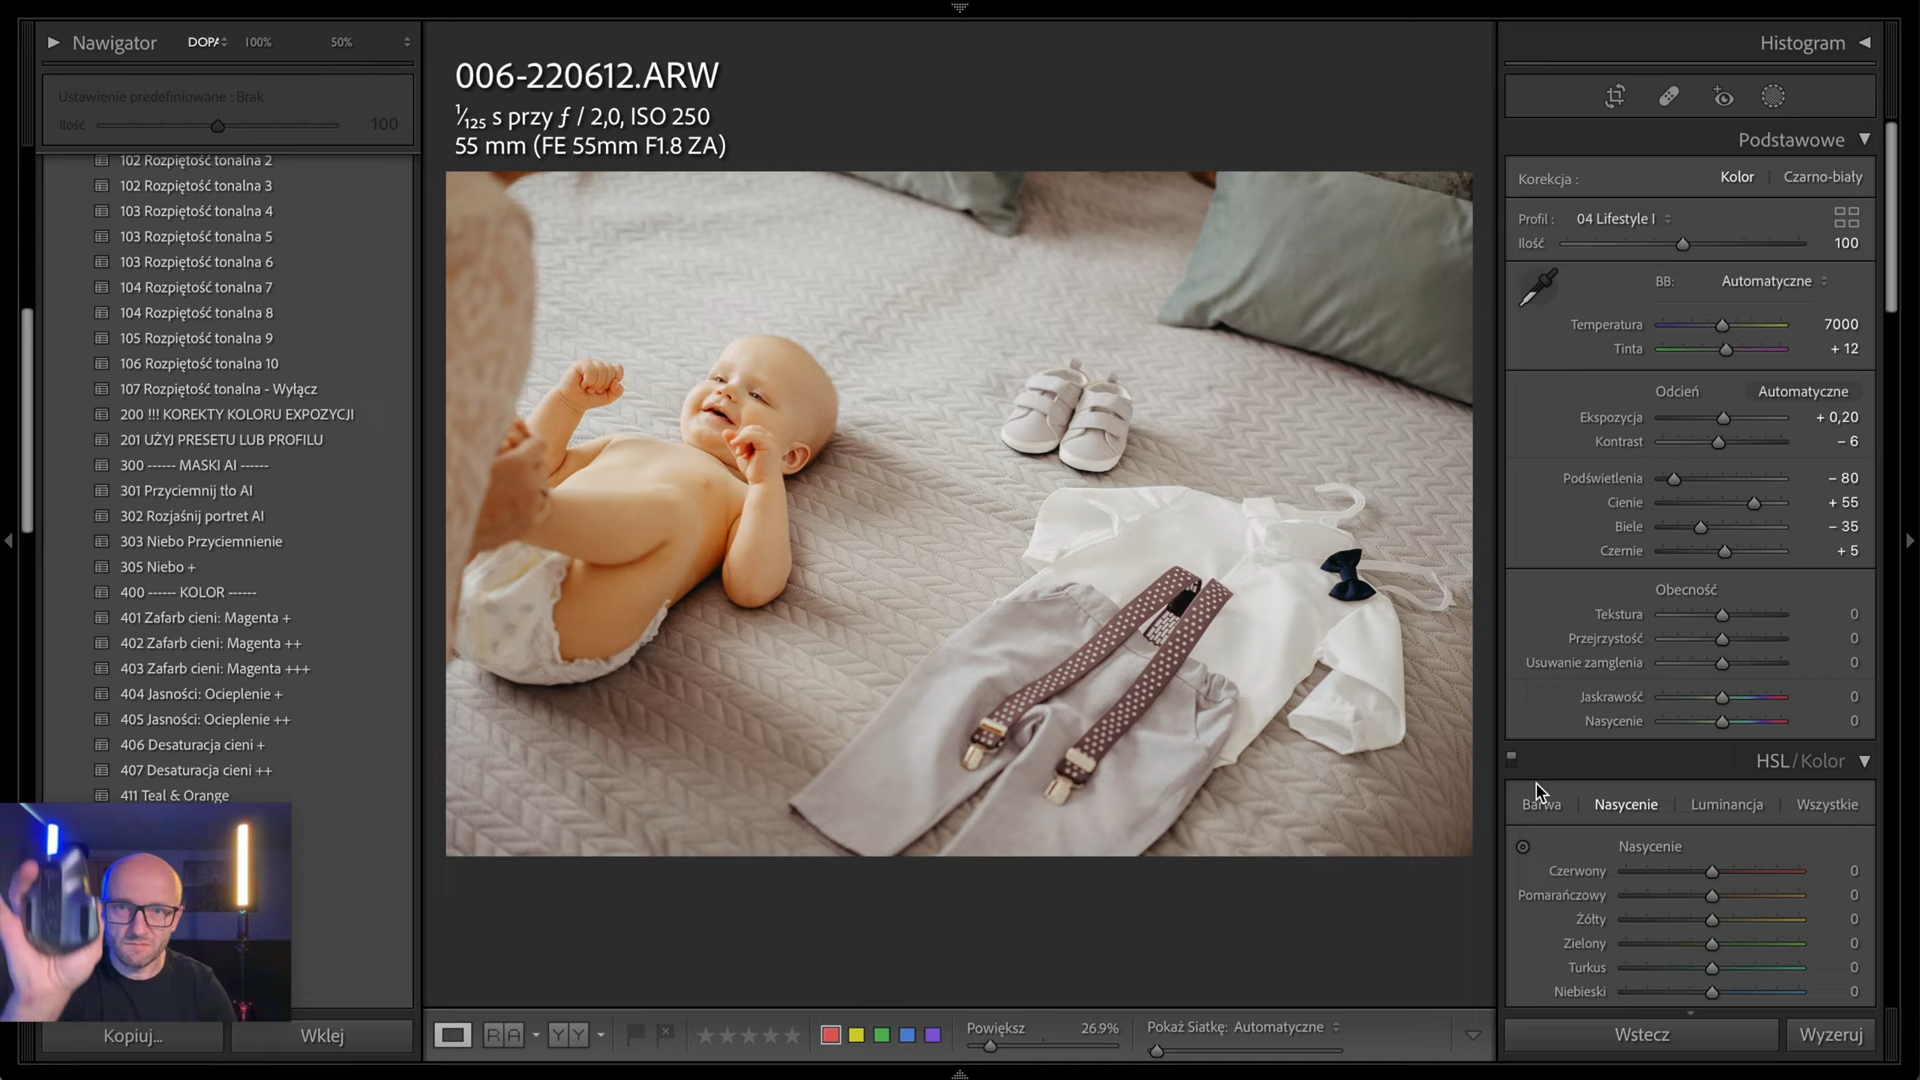 Nawigator DOPA 100% 50%
Ustawienie predefiniowane : Brak
Ilość 100
102 Rozpiętość tonalna 2
102 Rozpiętość tonalna 3
103 Rozpiętość tonalna 4
103 Rozpiętość tonalna 5
103 Rozpiętość tonalna 6
104 Rozpiętość tonalna 7
104 Rozpiętość tonalna 8
105 Rozpiętość tonalna 9
106 Rozpiętość tonalna 10
107 Rozpiętość tonalna - Wyłącz
200 !!! KOREKTY KOLORU EXPOZYCJI
201 UŻYJ PRESETU LUB PROFILU
300 ------ MASKI AI ------
301 Przyciemnij tło AI
302 Rozjaśnij portret AI
303 Niebo Przyciemnienie
305 Niebo +
400 ------ KOLOR ------
401 Zafarb cieni: Magenta +
402 Zafarb cieni: Magenta ++
403 Zafarb cieni: Magenta +++
404 Jasności: Ocieplenie +
405 Jasności: Ocieplenie ++
406 Desaturacja cieni +
407 Desaturacja cieni ++
411 Teal & Orange
Kopiuj... Wklej
006-220612.ARW
1/125 s przy ƒ / 2,0, ISO 250
55 mm (FE 55mm F1.8 ZA)
R A Y Y
Powiększ 26.9%
Pokaż Siatkę: Automatyczne
Histogram
Podstawowe
Korekcja : Kolor Czarno-biały
Profil : 04 Lifestyle I
Ilość 100
BB: Automatyczne
Temperatura 7000
Tinta + 12
Odcień Automatyczne
Ekspozycja + 0,20
Kontrast − 6
Podświetlenia − 80
Cienie + 55
Biele − 35
Czernie + 5
Obecność
Tekstura 0
Przejrzystość 0
Usuwanie zamglenia 0
Jaskrawość 0
Nasycenie 0
HSL / Kolor
Barwa Nasycenie Luminancja Wszystkie
Nasycenie
Czerwony 0
Pomarańczowy 0
Żółty 0
Zielony 0
Turkus 0
Niebieski 0
Wstecz Wyzeruj